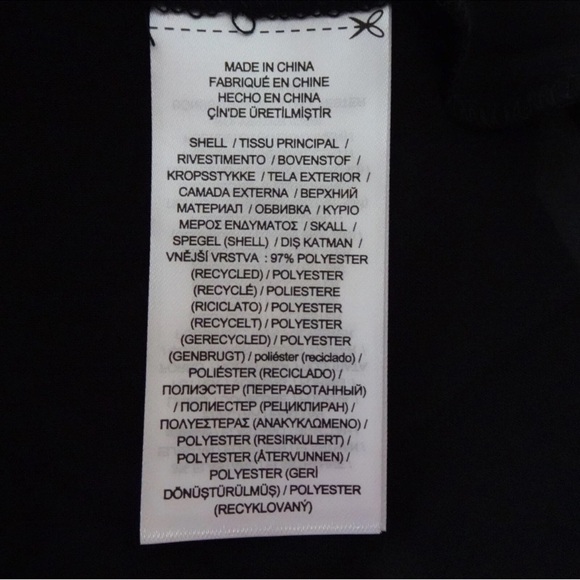 MADE IN CHINA
FABRIQUÉ EN CHINE
HECHO EN CHINA
ÇİN'DE ÜRETİLMİŞTİR
SHELL / TISSU PRINCIPAL /
RIVESTIMENTO / BOVENSTOF /
KROPSSTYKKE / TELA EXTERIOR /
CAMADA EXTERNA / ВЕРХНИЙ
МАТЕРИАЛ / ОБВИВКА / ΚΥΡΙΟ
ΜΕΡΟΣ ΕΝΔΥΜΑΤΟΣ / SKALL /
SPEGEL (SHELL) / DIŞ KATMAN /
VNĚJŠÍ VRSTVA : 97% POLYESTER
(RECYCLED) / POLYESTER
(RECYCLÉ) / POLIESTERE
(RICICLATO) / POLYESTER
(RECYCELT) / POLYESTER
(GERECYCLED) / POLYESTER
(GENBRUGT) / poliéster (reciclado) /
POLIÉSTER (RECICLADO) /
ПОЛИЭСТЕР (ПЕРЕРАБОТАННЫЙ)
/ ПОЛИЕСТЕР (РЕЦИКЛИРАН) /
ΠΟΛΥΕΣΤΕΡΑΣ (ΑΝΑΚΥΚΛΩΜΕΝΟ) /
POLYESTER (RESIRKULERT) /
POLYESTER (ÅTERVUNNEN) /
POLYESTER (GERİ
DÖNÜŞTÜRÜLMÜŞ) / POLYESTER
(RECYKLOVANÝ)